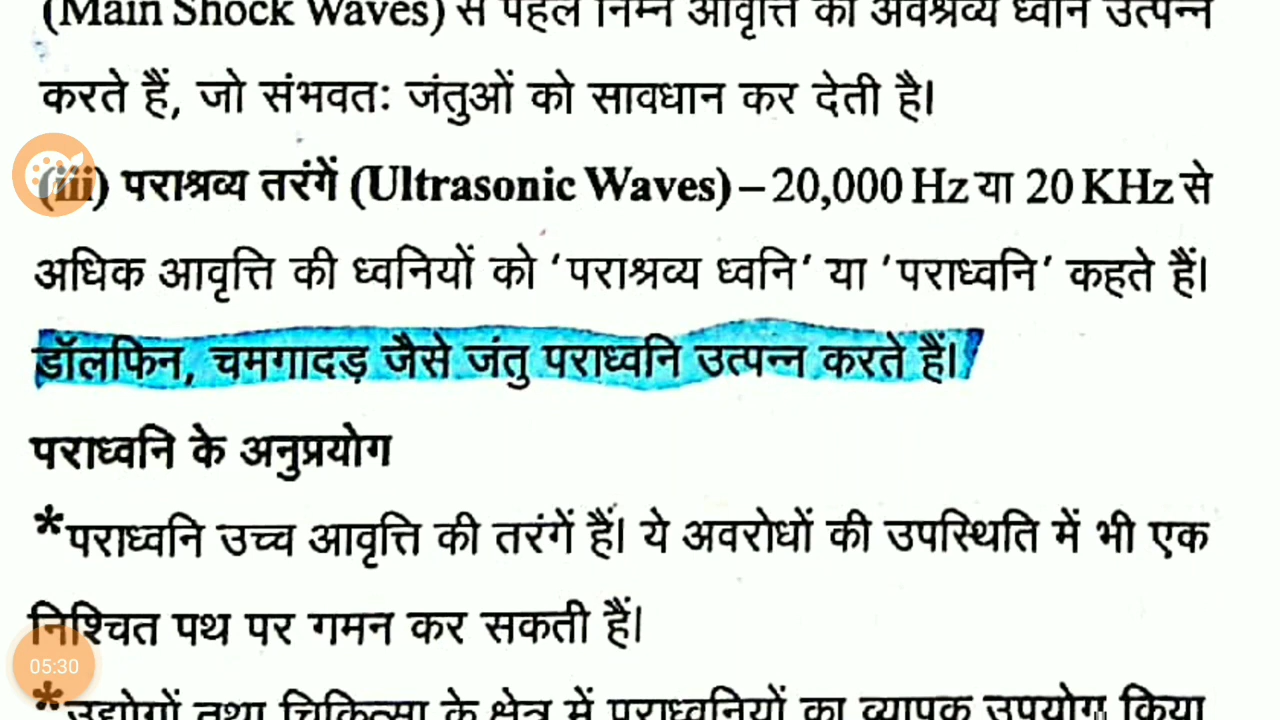 (Main Shock Waves) से पहले निम्न आवृत्ति की अवश्रव्य ध्वनि उत्पन्न
करते हैं, जो संभवतः जंतुओं को सावधान कर देती है।
(iii) पराश्रव्य तरंगें (Ultrasonic Waves) – 20,000 Hz या 20 KHz से
अधिक आवृत्ति की ध्वनियों को ‘पराश्रव्य ध्वनि’ या ‘पराध्वनि’ कहते हैं।
डॉलफिन, चमगादड़ जैसे जंतु पराध्वनि उत्पन्न करते हैं।
पराध्वनि के अनुप्रयोग
*पराध्वनि उच्च आवृत्ति की तरंगें हैं। ये अवरोधों की उपस्थिति में भी एक
निश्चित पथ पर गमन कर सकती हैं।
05:30
*उद्योगों तथा चिकित्सा के क्षेत्र में पराध्वनियों का व्यापक उपयोग किया